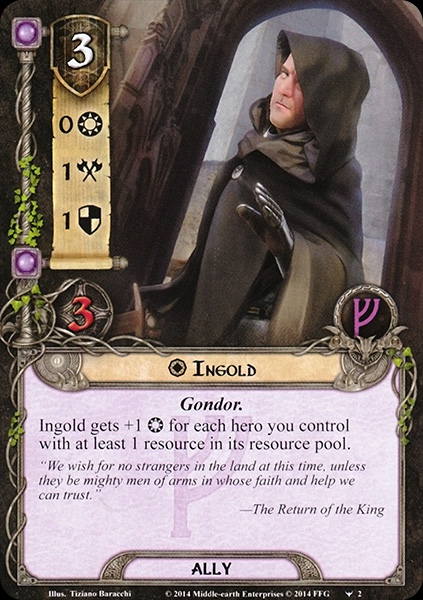 3
0
1
1
3
Ingold
Gondor.
Ingold gets +1 for each hero you control
with at least 1 resource in its resource pool.
“We wish for no strangers in the land at this time, unless
they be mighty men of arms in whose faith and help we
can trust.”
—The Return of the King
Ally
Illus. Tiziano Baracchi © 2014 Middle-earth Enterprises © 2014 FFG 2